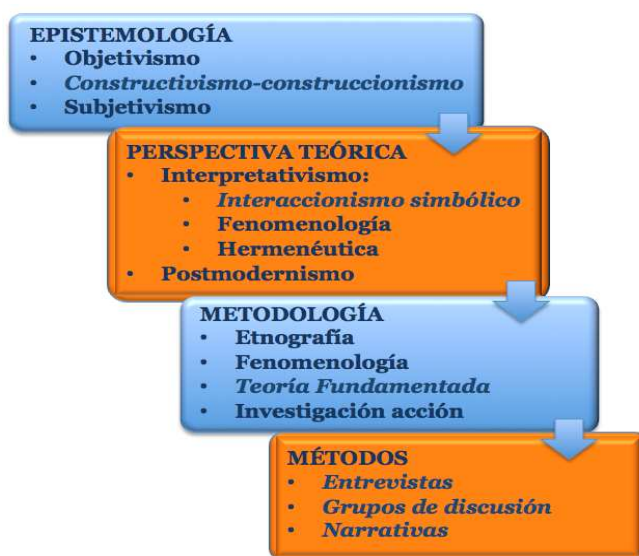 EPISTEMOLOGÍA
• Objetivismo
• Constructivismo-construccionismo
• Subjetivismo
PERSPECTIVA TEÓRICA
• Interpretativismo:
• Interaccionismo simbólico
• Fenomenología
• Hermenéutica
• Postmodernismo
METODOLOGÍA
• Etnografía
• Fenomenología
• Teoría Fundamentada
• Investigación acción
MÉTODOS
• Entrevistas
• Grupos de discusión
• Narrativas